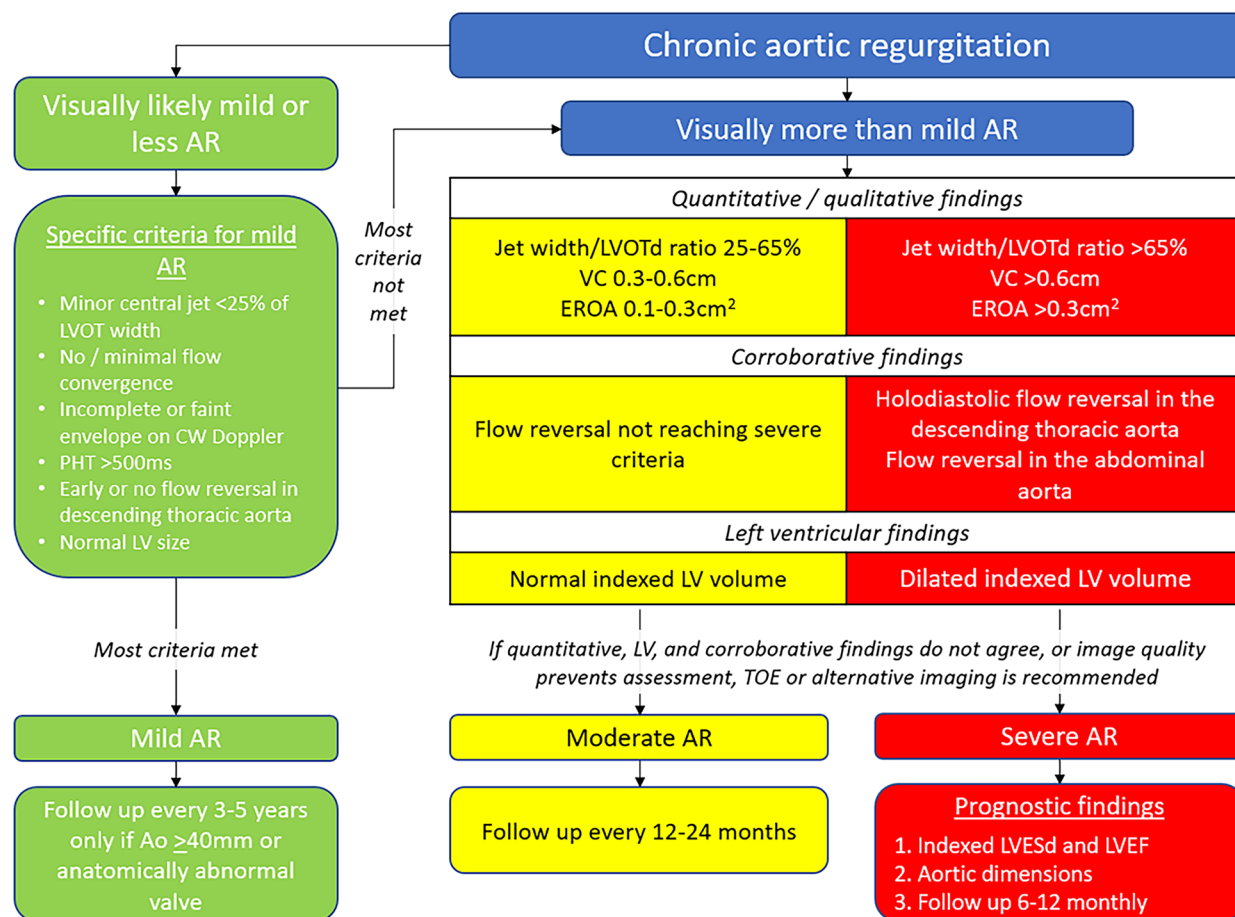 Chronic aortic regurgitation
Visually likely mild or
less AR
Visually more than mild AR
Specific criteria for mild
AR
• Minor central jet <25% of
LVOT width
• No / minimal flow
convergence
• Incomplete or faint
envelope on CW Doppler
• PHT >500ms
• Early or no flow reversal in
descending thoracic aorta
• Normal LV size
Most
criteria
not
met
Quantitative / qualitative findings
Jet width/LVOTd ratio 25-65%
VC 0.3-0.6cm
EROA 0.1-0.3cm²
Jet width/LVOTd ratio >65%
VC >0.6cm
EROA >0.3cm²
Corroborative findings
Flow reversal not reaching severe
criteria
Holodiastolic flow reversal in the
descending thoracic aorta
Flow reversal in the abdominal
aorta
Left ventricular findings
Normal indexed LV volume
Dilated indexed LV volume
Most criteria met
If quantitative, LV, and corroborative findings do not agree, or image quality
prevents assessment, TOE or alternative imaging is recommended
Mild AR
Moderate AR
Severe AR
Follow up every 3-5 years
only if Ao ≥40mm or
anatomically abnormal
valve
Follow up every 12-24 months
Prognostic findings
1. Indexed LVESd and LVEF
2. Aortic dimensions
3. Follow up 6-12 monthly